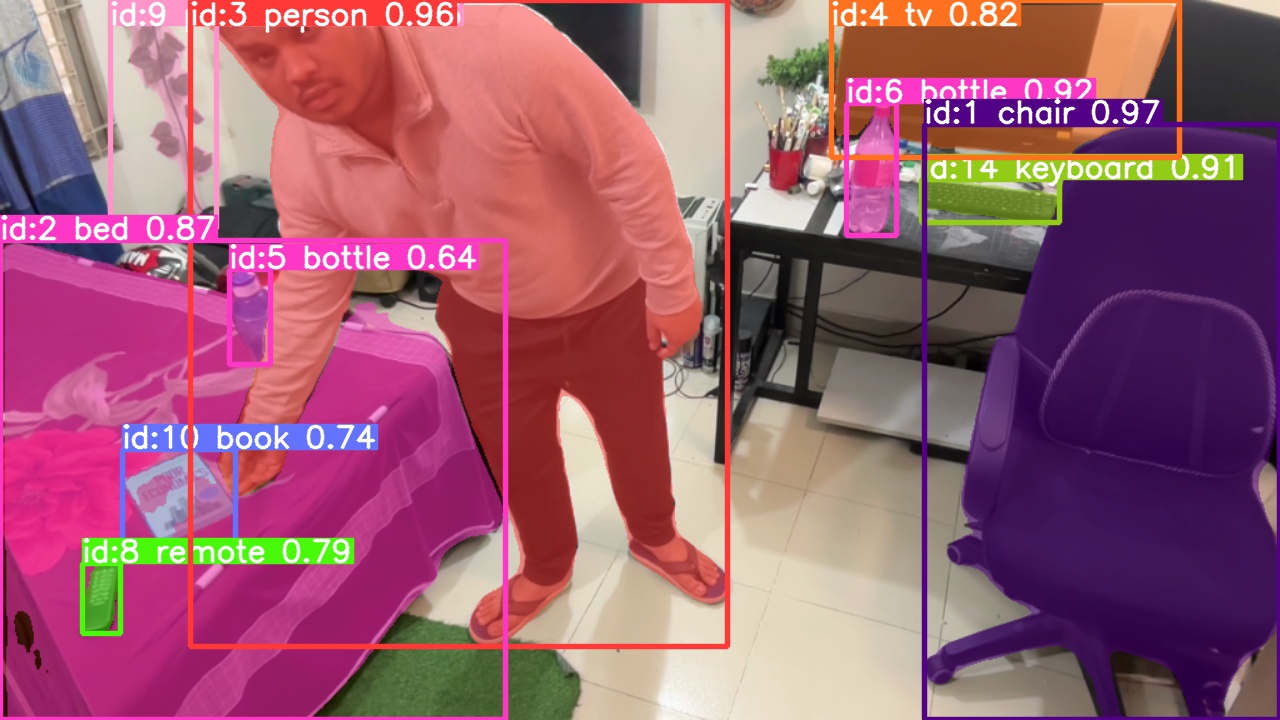 id:9 p
id:3 person 0.96
id:4 tv 0.82
id:6 bottle 0.92
id:1 chair 0.97
d:14 keyboard 0.91
id:2 bed 0.87
id:5 bottle 0.64
id:10 book 0.74
POOR
ECONOMICS
id:8 remote 0.79